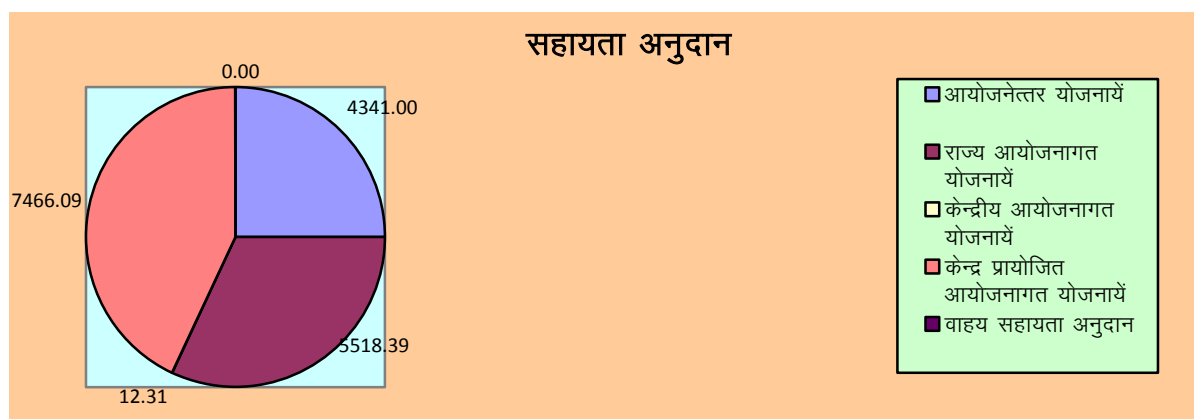 सहायता अनुदान
0.00
4341.00
7466.09
5518.39
12.31
आयोजनेत्तर योजनायें
राज्य आयोजनागत
योजनायें
केन्द्रीय आयोजनागत
योजनायें
केन्द्र प्रायोजित
आयोजनागत योजनायें
वाहय सहायता अनुदान